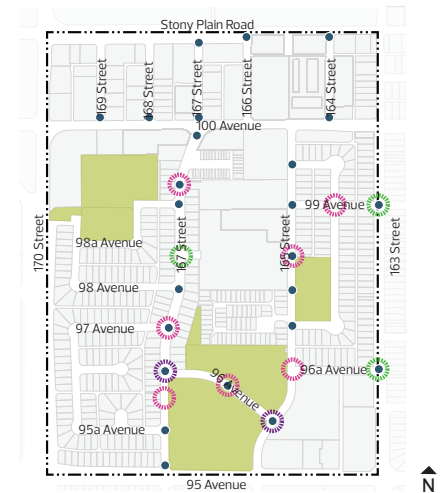 Stony Plain Road
169 Street
168 Street
167 Street
166 Street
164 Street
100 Avenue
99 Avenue
170 Street
98a Avenue
167 Street
165 Street
163 Street
98 Avenue
97 Avenue
96 Avenue
96a Avenue
95a Avenue
95 Avenue
N